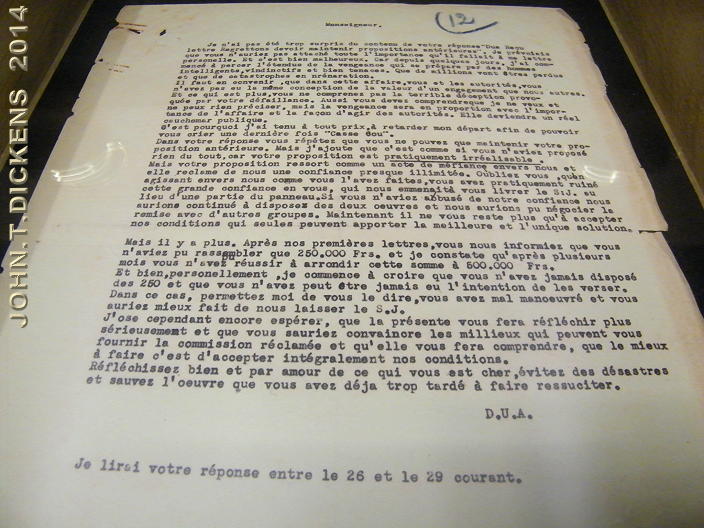 Monseigneur.
12
Je n'ai pas été trop surpris du contenu de votre réponse "Due Reçu
lettre Regrettons devoir maintenir propositions antérieures". Je prévoyais
que vous n'auriez pas attaché toute l'importance qu'il fallait à me lettre
personelle. Et c'est bien malheureux. Car depuis quelques jours, j'ai com-
mencé à percer l'étendue de la vengeance qui se prépare par des hommes
intelligents, vindictifs et bien tenaces. Que de millions vont êtres perdus
et que de catastrophes en préparation.
Il faut en convenir, que dans cette affaire, vous et les autorités, vous
n'avez pas eu la même conception de la valeur d'un engagement que nous autres.
Et ce qui est plus, vous ne comprenez pas la terrible déception provo-
quée par votre défaillance. Aussi vous devez comprendre que je ne veux et
ne peux rien préciser, mais la vengeance sera en proportion avec l'impor-
tance de l'affaire et la façon d'agir des autorités. Elle deviendra un réel
cauchemar publique.
C'est pourquoi j'ai tenu à tout prix, à retarder mon départ afin de pouvoir
vous crier une dernière fois "Casse Cou".
Dans votre réponse vous répétez que vous ne pouvez que maintenir votre pro-
position antérieure. Mais j'ajoute que c'est comme si vous n'aviez proposé
rien du tout, car votre proposition est pratiquement irréalisable.
Mais votre proposition ressort comme un acte de méfiance envers nous et
elle reclame de nous une confiance presque illimitée. Oubliez vous, quán
agissant envers nous comme vous l'avez faites, vous avez pratiquement ruiné
cette grande confiance en vous, qui nous emmenait à vous livrer le S.J. au
lieu d'une partie du panneau. Si vous n'aviez abusé de notre confiance nous
aurions continué à disposer des deux oeuvres et nous aurions pu négocier la
remise avec d'autres groupes. Maintenant il ne vous reste plus qu'à accepter
nos conditions qui seules peuvent apporter la meilleure et l'unique solution.
Mais il y a plus. Après nos premières lettres, vous nous informiez que vous
n'aviez pu rassembler que 250.000 Frs. et je constate qu'après plusieurs
mois vous n'avez réussir à arrondir cette somme à 500.000 Frs.
Et bien, personellement, je commence à croire que vous n'avez jamais disposé
des 250 et que vous n'avez peut être jamais eu l'intention de les verser.
Dans ce cas, permettez moi de vous le dire, vous avez mal manoeuvré et vous
auriez mieux fait de nous laisser le S.J.
J'ose cependant encore espérer, que la présente vous fera réfléchir plus
sérieusement et que vous sauriez convaincre les millieux qui peuvent vous
fournir la commission réclamée et qu'elle vous fera comprendre, que le mieux
à faire c'est d'accepter intégralement nos conditions.
Réfléchissez bien et par amour de ce qui vous est cher, évitez des désastres
et sauvez l'oeuvre que vous avez déja trop tardé à faire ressuciter.
D.U.A.
Je lirai votre réponse entre le 26 et le 29 courant.
JOHN.T.DICKENS 2014